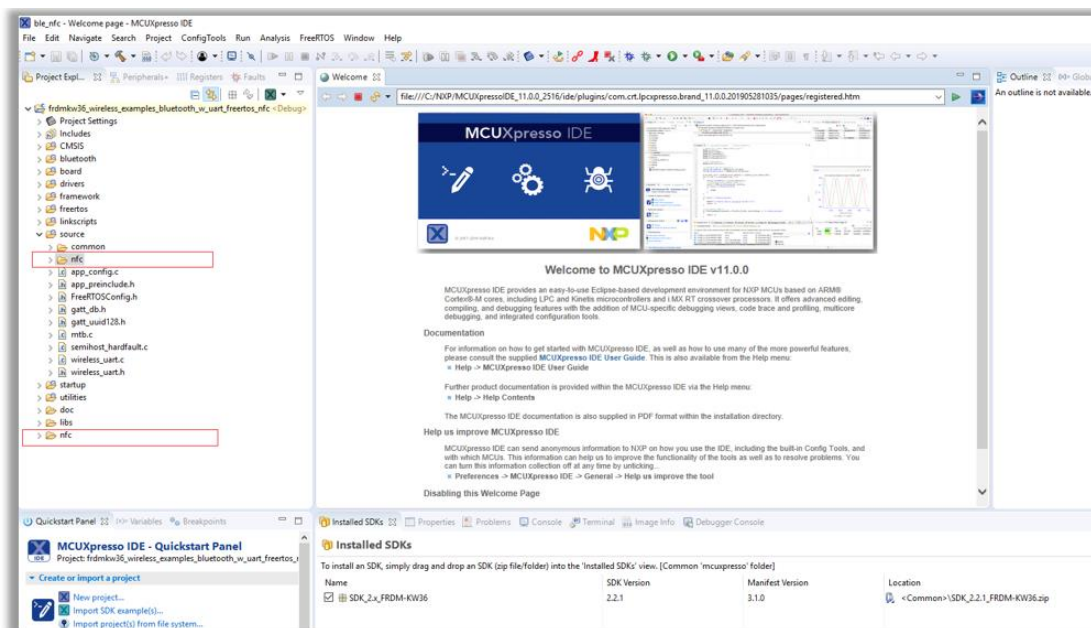 ble_nfc - Welcome page - MCUXpresso IDE
File Edit Navigate Search Project ConfigTools Run Analysis FreeRTOS Window Help
Project Expl... Peripherals+ Registers Faults
frdmkw36_wireless_examples_bluetooth_w_uart_freertos_nfc <Debug>
Project Settings
Includes
CMSIS
bluetooth
board
drivers
framework
freertos
linkscripts
source
common
nfc
app_config.c
app_preinclude.h
FreeRTOSConfig.h
gatt_db.h
gatt_uuid128.h
mtb.c
semihost_hardfault.c
wireless_uart.c
wireless_uart.h
startup
utilities
doc
libs
nfc
Welcome
file:///C:/NXP/MCUXpressoIDE_11.0.0_2516/ide/plugins/com.crt.lpcxpresso.brand_11.0.0.201905281035/pages/registered.htm
MCUXpresso IDE
NXP
Welcome to MCUXpresso IDE v11.0.0
MCUXpresso IDE provides an easy-to-use Eclipse-based development environment for NXP MCUs based on ARM®
Cortex®-M cores, including LPC and Kinetis microcontrollers and i.MX RT crossover processors. It offers advanced editing,
compiling, and debugging features with the addition of MCU-specific debugging views, code trace and profiling, multicore
debugging, and integrated configuration tools.
Documentation
For information on how to get started with MCUXpresso IDE, as well as how to use many of the more powerful features,
please consult the supplied MCUXpresso IDE User Guide. This is also available from the Help menu:
Help -> MCUXpresso IDE User Guide
Further product documentation is provided within the MCUXpresso IDE via the Help menu:
Help -> Help Contents
The MCUXpresso IDE documentation is also supplied in PDF format within the installation directory.
Help us improve MCUXpresso IDE
MCUXpresso IDE can send anonymous information to NXP on how you use the IDE, including the built-in Config Tools, and
with which MCUs. This information can help us to improve the functionality of the tools as well as to resolve problems. You
can turn this information collection off at any time by unticking...
Preferences -> MCUXpresso IDE -> General -> Help us improve the tool
Disabling this Welcome Page
Outline Glob
An outline is not available.
Quickstart Panel Variables Breakpoints
MCUXpresso IDE - Quickstart Panel
Project: frdmkw36_wireless_examples_bluetooth_w_uart_freertos_
Create or import a project
New project...
Import SDK example(s)...
Import project(s) from file system...
Installed SDKs Properties Problems Console Terminal Image Info Debugger Console
Installed SDKs
To install an SDK, simply drag and drop an SDK (zip file/folder) into the 'Installed SDKs' view. [Common 'mcuxpresso' folder]
Name SDK Version Manifest Version Location
SDK_2.x_FRDM-KW36 2.2.1 3.1.0 <Common>\SDK_2.2.1_FRDM-KW36.zip